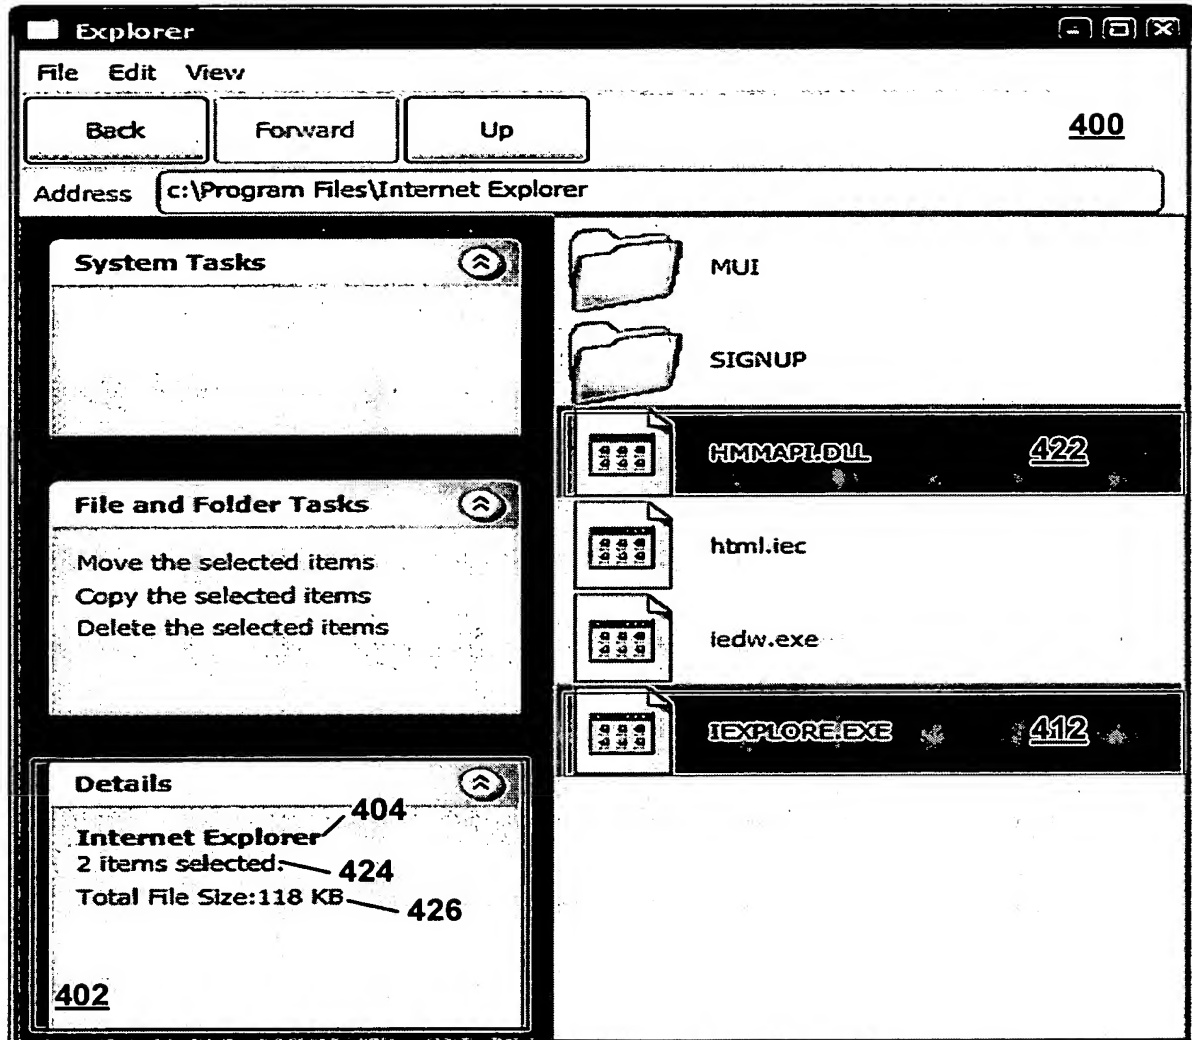 Explorer
File Edit View
Back Forward Up 400
Address c:\Program Files\Internet Explorer
System Tasks
File and Folder Tasks
Move the selected items
Copy the selected items
Delete the selected items
Details
Internet Explorer 404
2 items selected. 424
Total File Size:118 KB 426
402
MUI
SIGNUP
HMMAPI.DLL 422
html.iec
iedw.exe
IEXPLORE.EXE 412